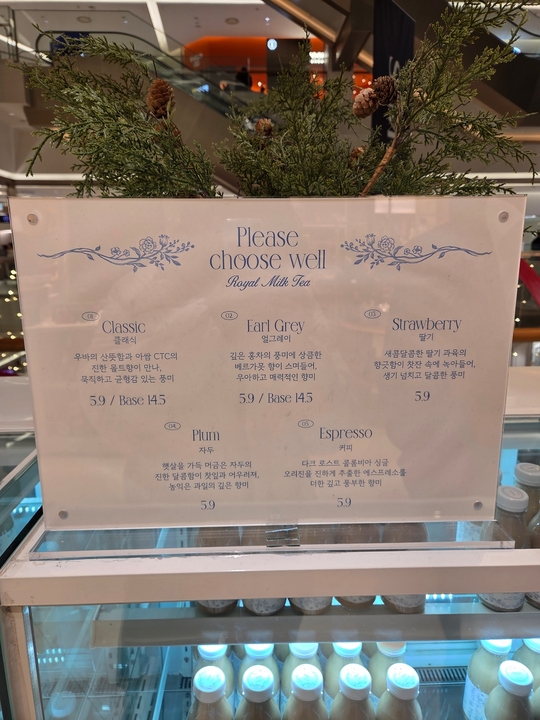 Please
choose well
Royal Milk Tea
01
Classic
클래식
우바의 산뜻함과 아쌈 CTC의
진한 몰트향이 만나,
묵직하고 균형감 있는 풍미
5.9 / Base 14.5
02
Earl Grey
얼그레이
깊은 홍차의 풍미에 상큼한
베르가못 향이 스며들어,
우아하고 매력적인 향미
5.9 / Base 14.5
03
Strawberry
딸기
새콤달콤한 딸기 과육의
향긋함이 찻잔 속에 녹아들어,
생기 넘치고 달콤한 풍미
5.9
04
Plum
자두
햇살을 가득 머금은 자두의
진한 달콤함이 찻잎과 어우러져,
농익은 과일의 깊은 향미
5.9
05
Espresso
커피
다크 로스트 콜롬비아 싱글
오리진을 진하게 추출한 에스프레소를
더한 깊고 풍부한 향미
5.9